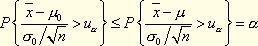 P{ (x̄ − μ₀)/(σ₀/√n) > u_α } ≤ P{ (x̄ − μ)/(σ₀/√n) > u_α } = α